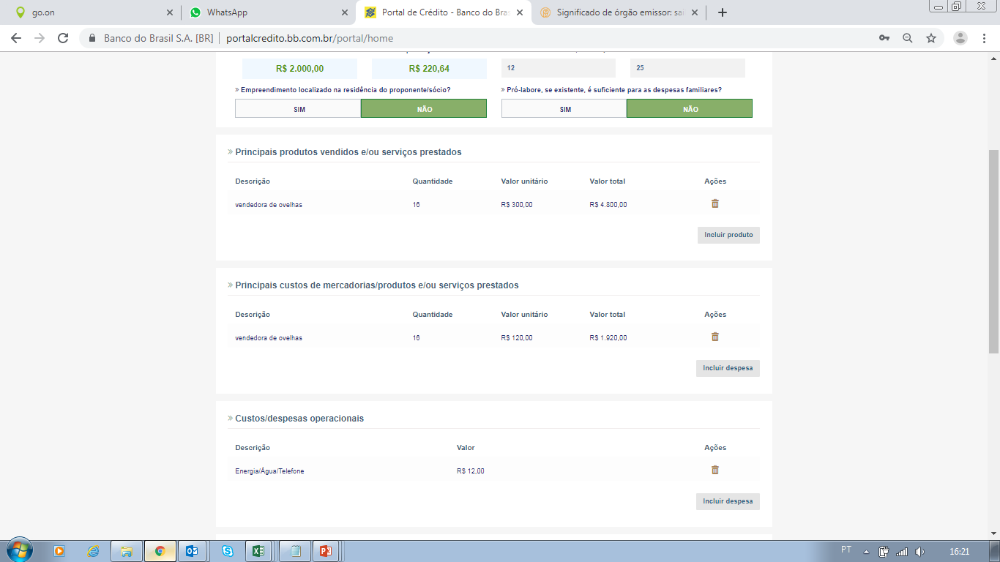 go.on
WhatsApp
Portal de Crédito - Banco do Bras
Significado de órgão emissor: sai
Banco do Brasil S.A. [BR]
portalcredito.bb.com.br/portal/home
R$ 2.000,00
R$ 220,64
12
25
» Empreendimento localizado na residência do proponente/sócio?
» Pró-labore, se existente, é suficiente para as despesas familiares?
SIM
NÃO
SIM
NÃO
» Principais produtos vendidos e/ou serviços prestados
Descrição Quantidade Valor unitário Valor total Ações
vendedora de ovelhas 16 R$ 300,00 R$ 4.800,00
Incluir produto
» Principais custos de mercadorias/produtos e/ou serviços prestados
Descrição Quantidade Valor unitário Valor total Ações
vendedora de ovelhas 16 R$ 120,00 R$ 1.920,00
Incluir despesa
» Custos/despesas operacionais
Descrição Valor Ações
Energia/Água/Telefone R$ 12,00
Incluir despesa
PT
16:21